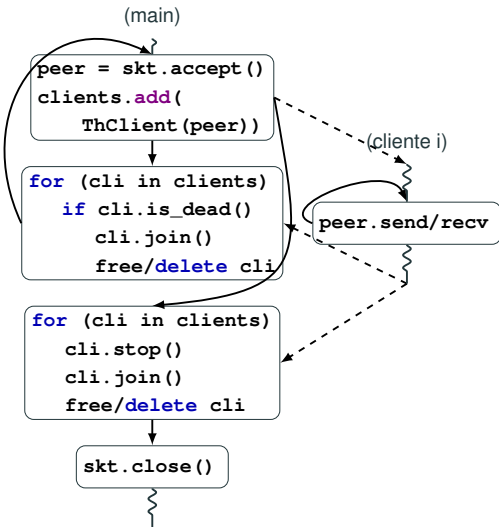 (main)
peer = skt.accept()
clients.add(
ThClient(peer))
(cliente i)
for (cli in clients)
if cli.is_dead()
cli.join()
free/delete cli
peer.send/recv
for (cli in clients)
cli.stop()
cli.join()
free/delete cli
skt.close()